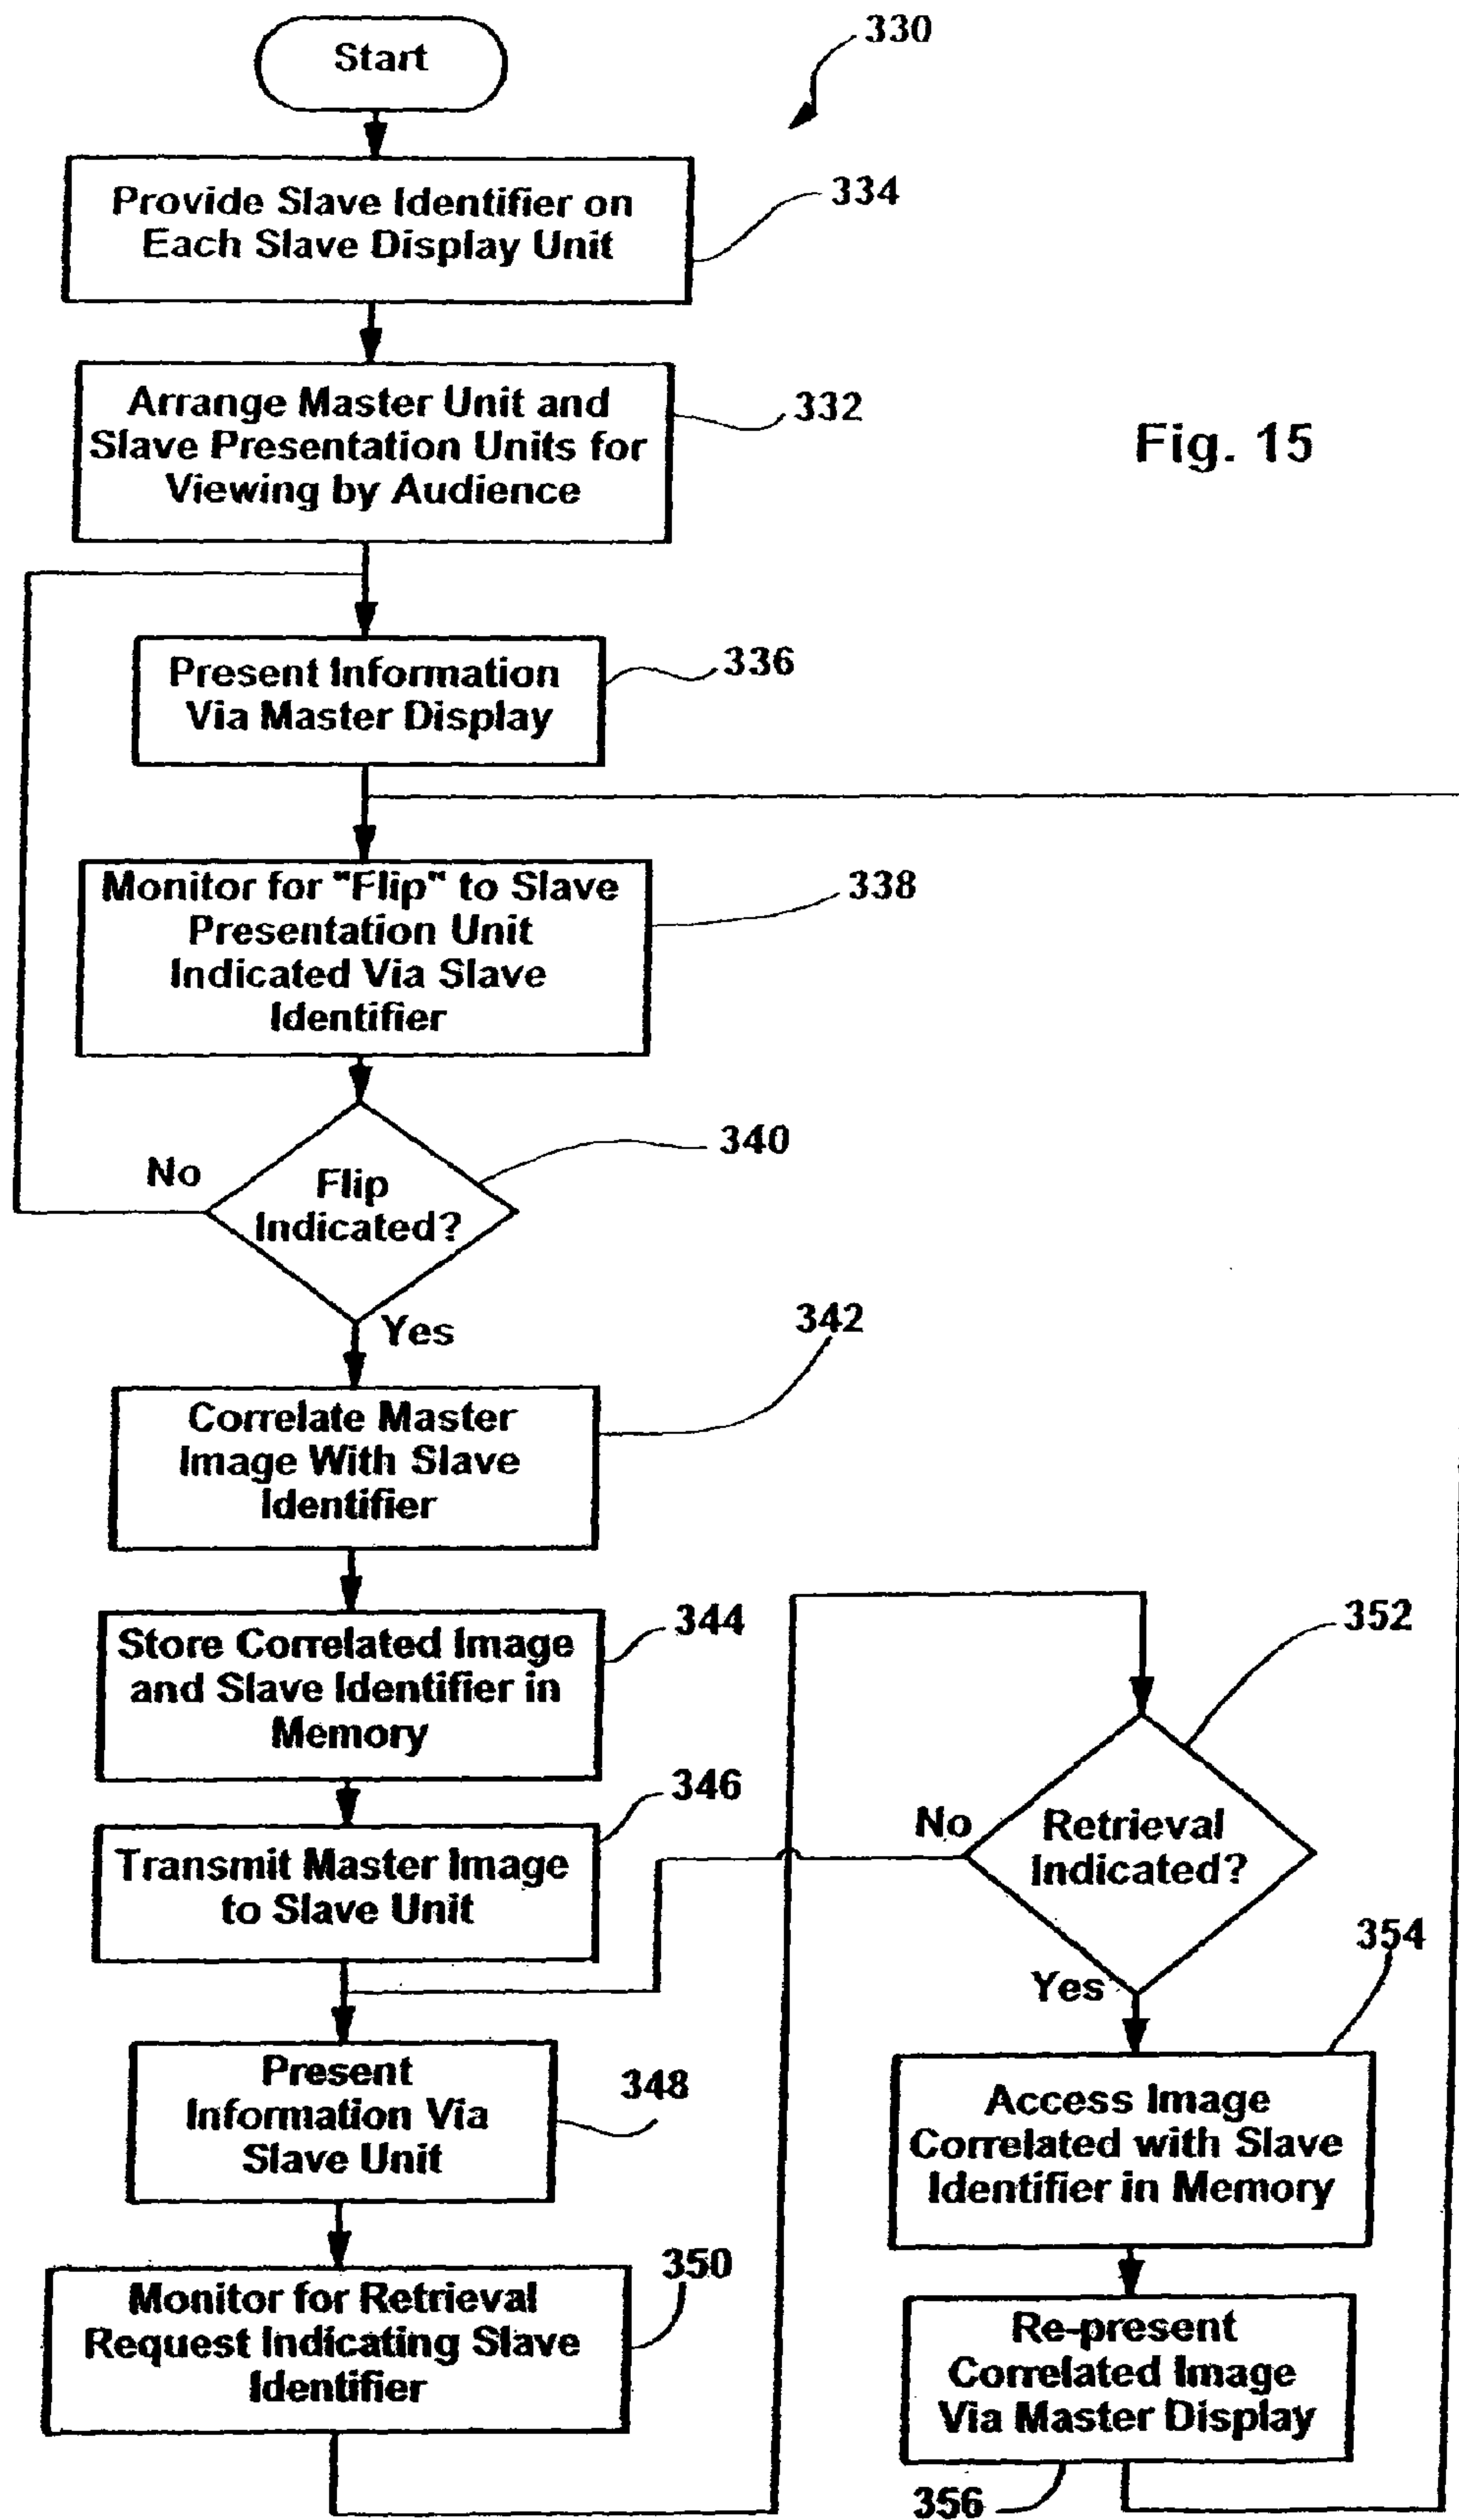 Start
330
Provide Slave Identifier on
Each Slave Display Unit
334
Arrange Master Unit and
Slave Presentation Units for
Viewing by Audience
332
Fig. 15
Present Information
Via Master Display
336
Monitor for "Flip" to Slave
Presentation Unit
Indicated Via Slave
Identifier
338
Flip
Indicated?
340
No
Yes
Correlate Master
Image With Slave
Identifier
342
Store Correlated Image
and Slave Identifier in
Memory
344
Transmit Master Image
to Slave Unit
346
Present
Information Via
Slave Unit
348
Monitor for Retrieval
Request Indicating Slave
Identifier
350
Retrieval
Indicated?
352
No
Yes
Access Image
Correlated with Slave
Identifier in Memory
354
Re-present
Correlated Image
Via Master Display
356